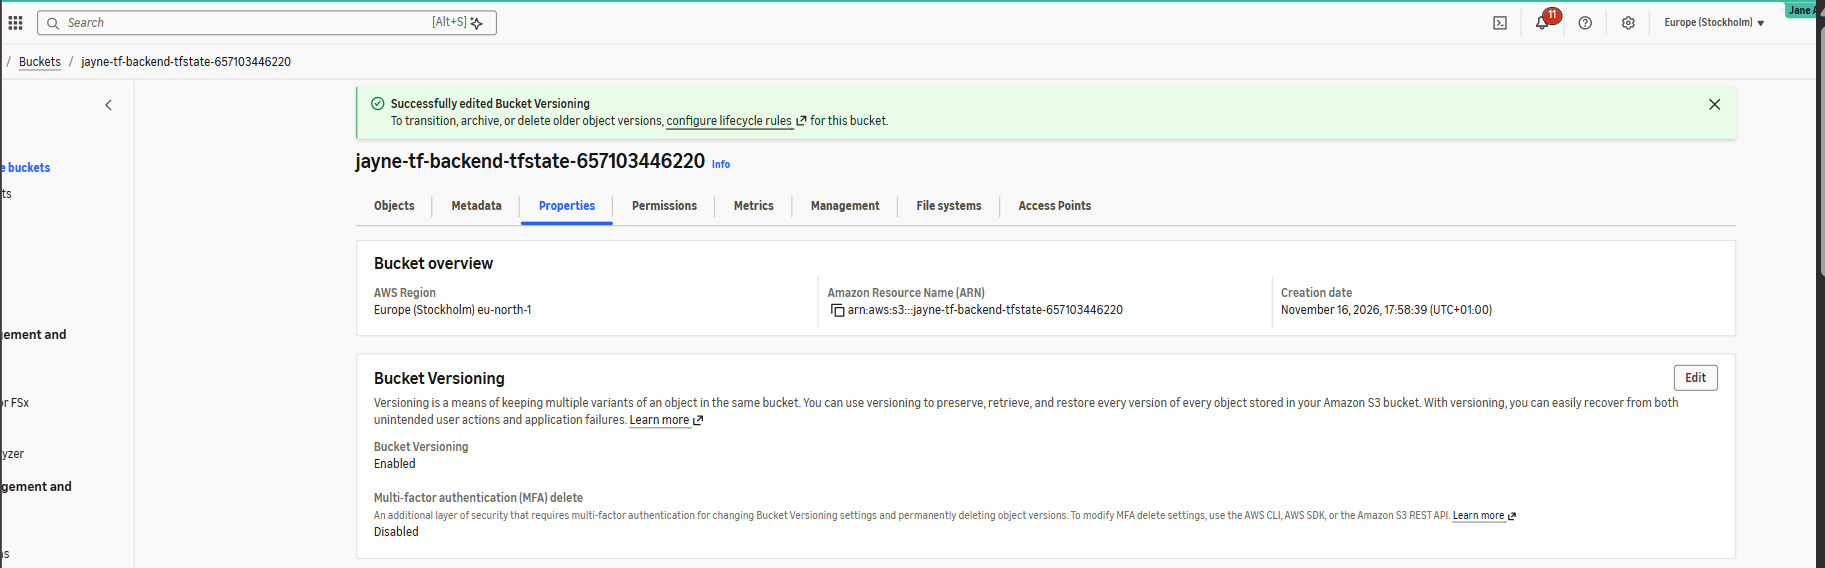 Search [Alt+S]
11
Europe (Stockholm)
Jane A
/ Buckets / jayne-tf-backend-tfstate-657103446220
e buckets
ts
gement and
or FSx
yzer
gement and
ns
Successfully edited Bucket Versioning
To transition, archive, or delete older object versions, configure lifecycle rules for this bucket.
jayne-tf-backend-tfstate-657103446220 Info
Objects Metadata Properties Permissions Metrics Management File systems Access Points
Bucket overview
AWS Region
Europe (Stockholm) eu-north-1
Amazon Resource Name (ARN)
arn:aws:s3:::jayne-tf-backend-tfstate-657103446220
Creation date
November 16, 2026, 17:58:39 (UTC+01:00)
Bucket Versioning
Edit
Versioning is a means of keeping multiple variants of an object in the same bucket. You can use versioning to preserve, retrieve, and restore every version of every object stored in your Amazon S3 bucket. With versioning, you can easily recover from both
unintended user actions and application failures. Learn more
Bucket Versioning
Enabled
Multi-factor authentication (MFA) delete
An additional layer of security that requires multi-factor authentication for changing Bucket Versioning settings and permanently deleting object versions. To modify MFA delete settings, use the AWS CLI, AWS SDK, or the Amazon S3 REST API. Learn more
Disabled